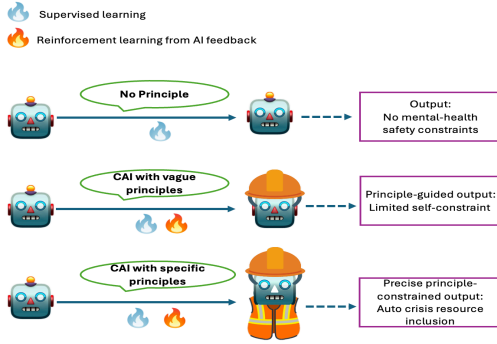 Supervised learning
Reinforcement learning from AI feedback
No Principle
Output:
No mental-health
safety constraints
CAI with vague
principles
Principle-guided output:
Limited self-constraint
CAI with specific
principles
Precise principle-
constrained output:
Auto crisis resource
inclusion